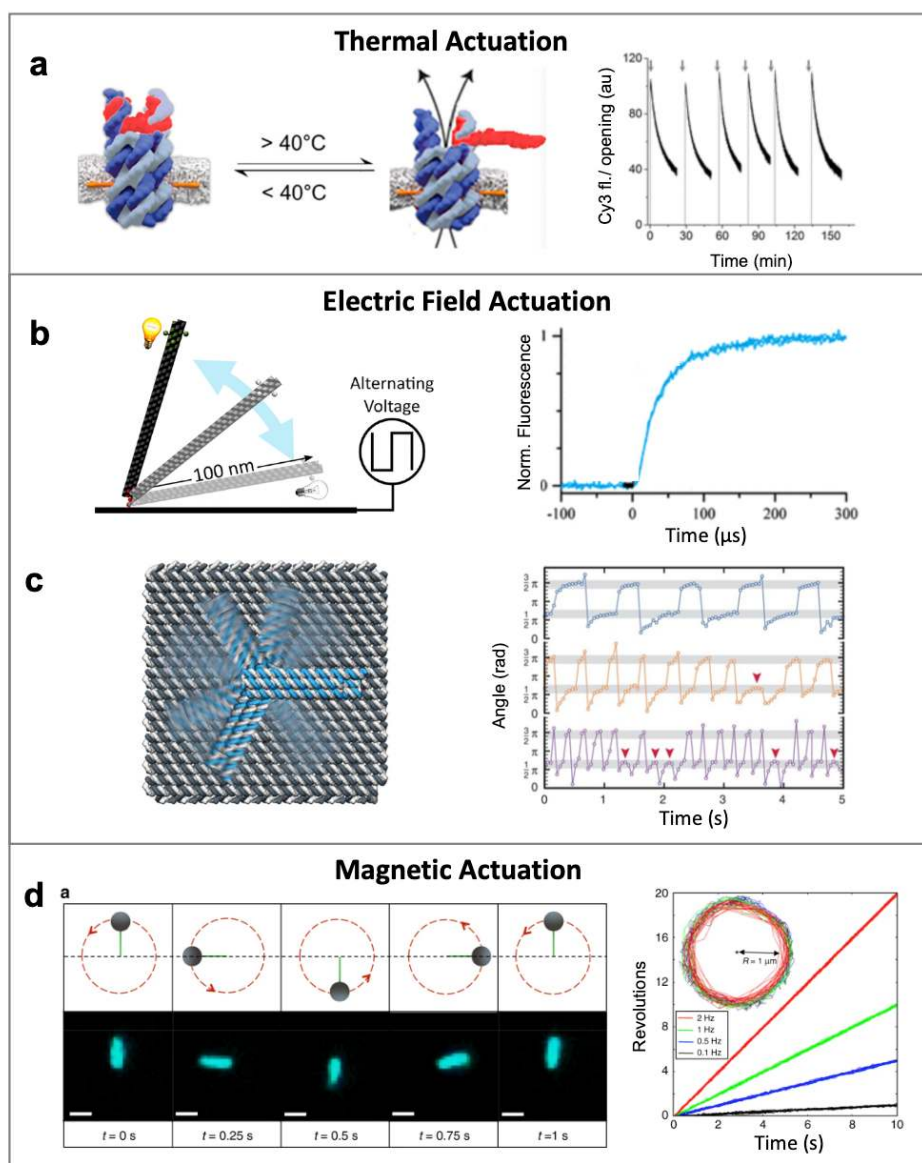 Thermal Actuation
a
> 40°C
< 40°C
Cy3 fl./ opening (au)
120
80
40
0
0 30 60 90 120 150
Time (min)
Electric Field Actuation
b
100 nm
Alternating
Voltage
Norm. Fluorescence
1
0
-100 0 100 200 300
Time (µs)
c
Angle (rad)
π
0
π
0
π
0
0 1 2 3 4 5
Time (s)
Magnetic Actuation
d
a
t = 0 s
t = 0.25 s
t = 0.5 s
t = 0.75 s
t =1 s
Revolutions
20
16
12
8
4
0
R = 1 µm
2 Hz
1 Hz
0.5 Hz
0.1 Hz
0 2 4 6 8 10
Time (s)